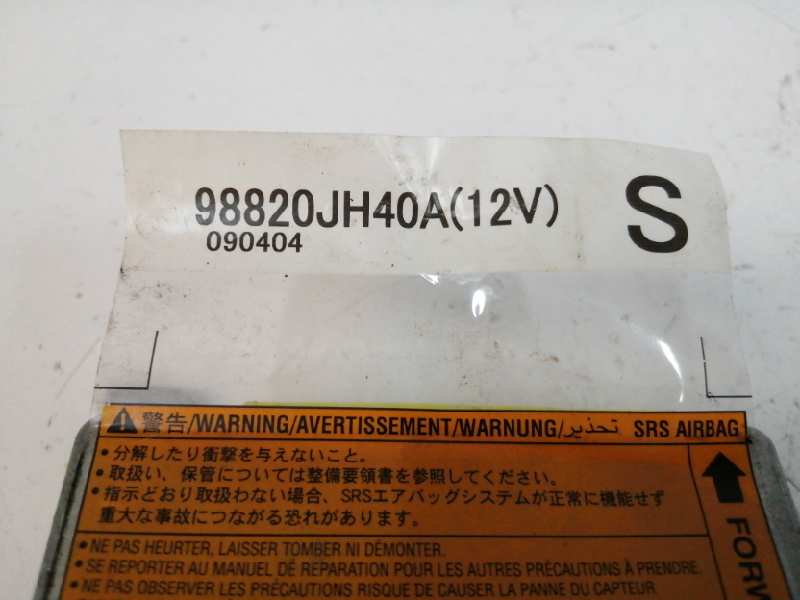 98820JH40A(12V)
S
090404
警告/WARNING/AVERTISSEMENT/WARNUNG/تحذير SRS AIRBAG
• 分解したり衝撃を与えないこと。
• 取扱い、保管については整備要領書を参照してください。
• 指示どおり取扱わない場合、SRSエアバッグシステムが正常に機能せず
重大な事故につながる恐れがあります。
• NE PAS HEURTER, LAISSER TOMBER NI DÉMONTER.
• SE REPORTER AU MANUEL DE RÉPARATION POUR LES AUTRES PRÉCAUTIONS À PRENDRE.
• NE PAS OBSERVER LES PRÉCAUTIONS RISQUE DE CAUSER LA PANNE DU CAPTEUR
FORW